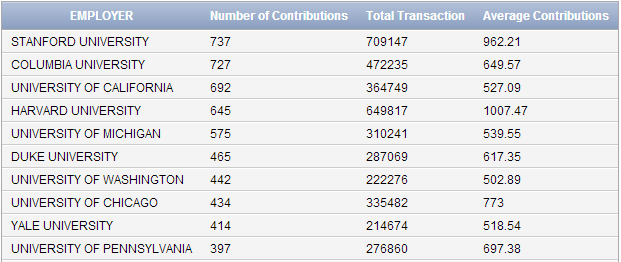 EMPLOYER Number of Contributions Total Transaction Average Contributions
STANFORD UNIVERSITY 737 709147 962.21
COLUMBIA UNIVERSITY 727 472235 649.57
UNIVERSITY OF CALIFORNIA 692 364749 527.09
HARVARD UNIVERSITY 645 649817 1007.47
UNIVERSITY OF MICHIGAN 575 310241 539.55
DUKE UNIVERSITY 465 287069 617.35
UNIVERSITY OF WASHINGTON 442 222276 502.89
UNIVERSITY OF CHICAGO 434 335482 773
YALE UNIVERSITY 414 214674 518.54
UNIVERSITY OF PENNSYLVANIA 397 276860 697.38